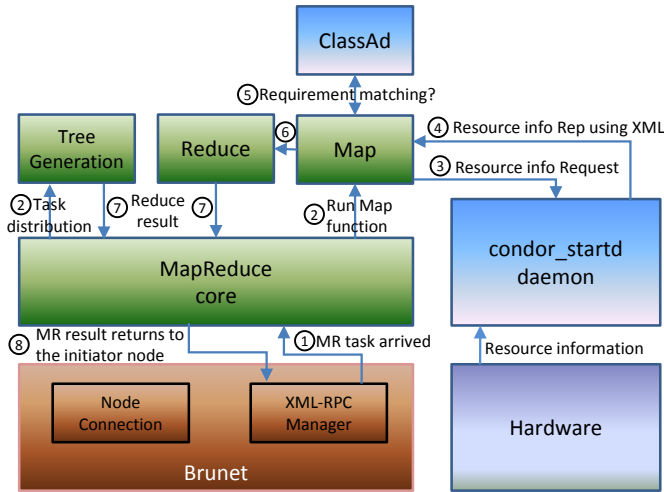 ClassAd
⑤ Requirement matching?
Tree
Generation
Reduce
⑥
Map
④ Resource info Rep using XML
③ Resource info Request
② Task
distribution
⑦ Reduce
result
⑦
② Run Map
function
condor_startd
daemon
MapReduce
core
⑧ MR result returns to
the initiator node
① MR task arrived
Resource information
Node
Connection
XML-RPC
Manager
Hardware
Brunet